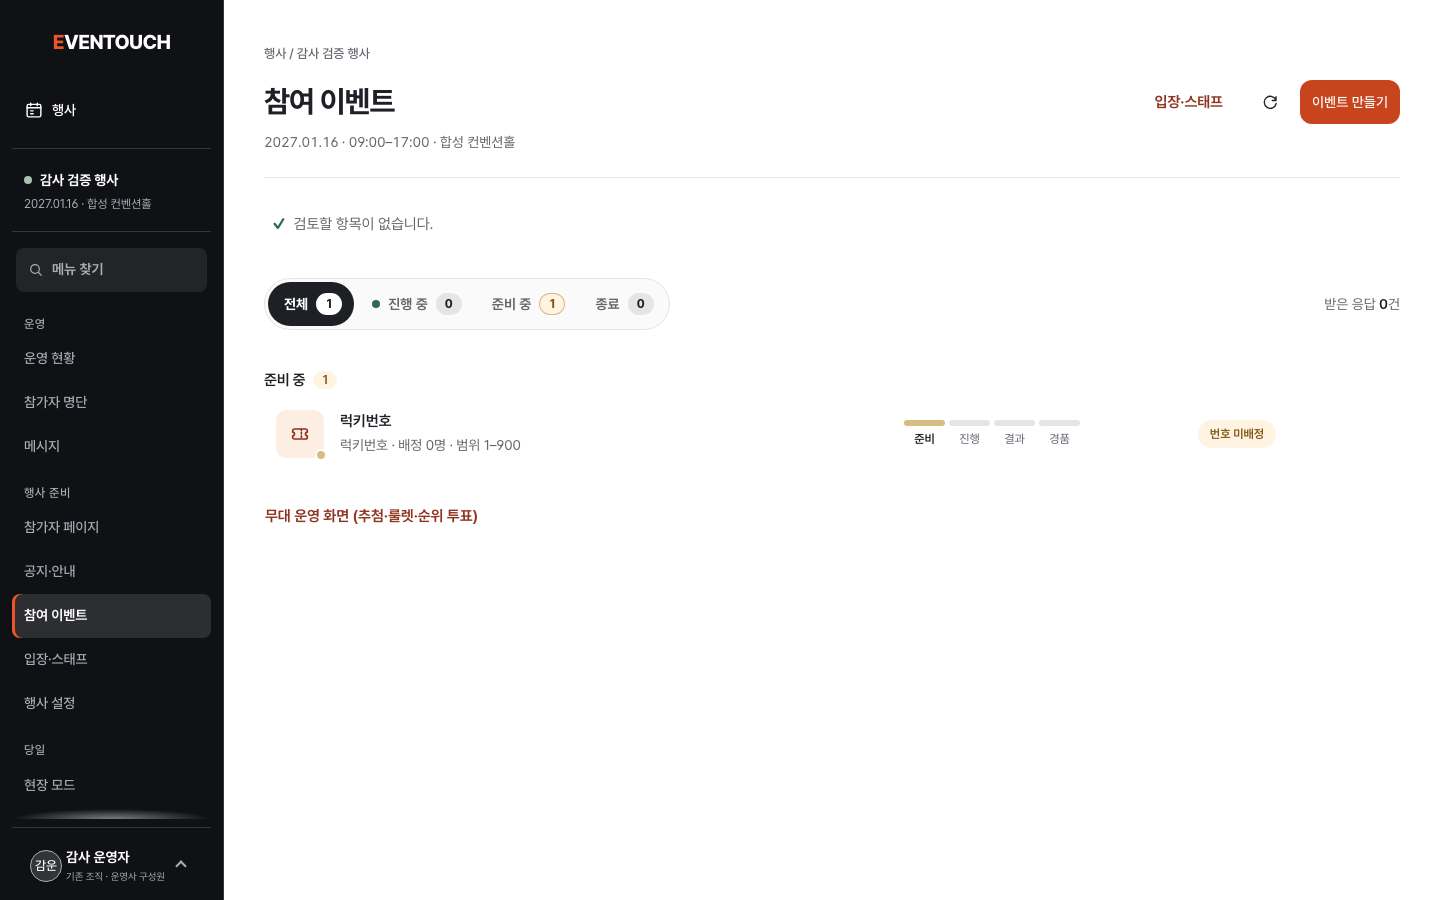 EVENTOUCH
행사
감사 검증 행사
2027.01.16 · 합성 컨벤션홀
메뉴 찾기
운영
운영 현황
참가자 명단
메시지
행사 준비
참가자 페이지
공지·안내
참여 이벤트
입장·스태프
행사 설정
당일
현장 모드
감운
감사 운영자
기존 조직 · 운영사 구성원
행사 / 감사 검증 행사
참여 이벤트
입장·스태프
이벤트 만들기
2027.01.16 · 09:00–17:00 · 합성 컨벤션홀
검토할 항목이 없습니다.
전체 1 진행 중 0 준비 중 1 종료 0
받은 응답 0건
준비 중 1
럭키번호
럭키번호 · 배정 0명 · 범위 1–900
준비 진행 결과 경품
번호 미배정
무대 운영 화면 (추첨·룰렛·순위 투표)